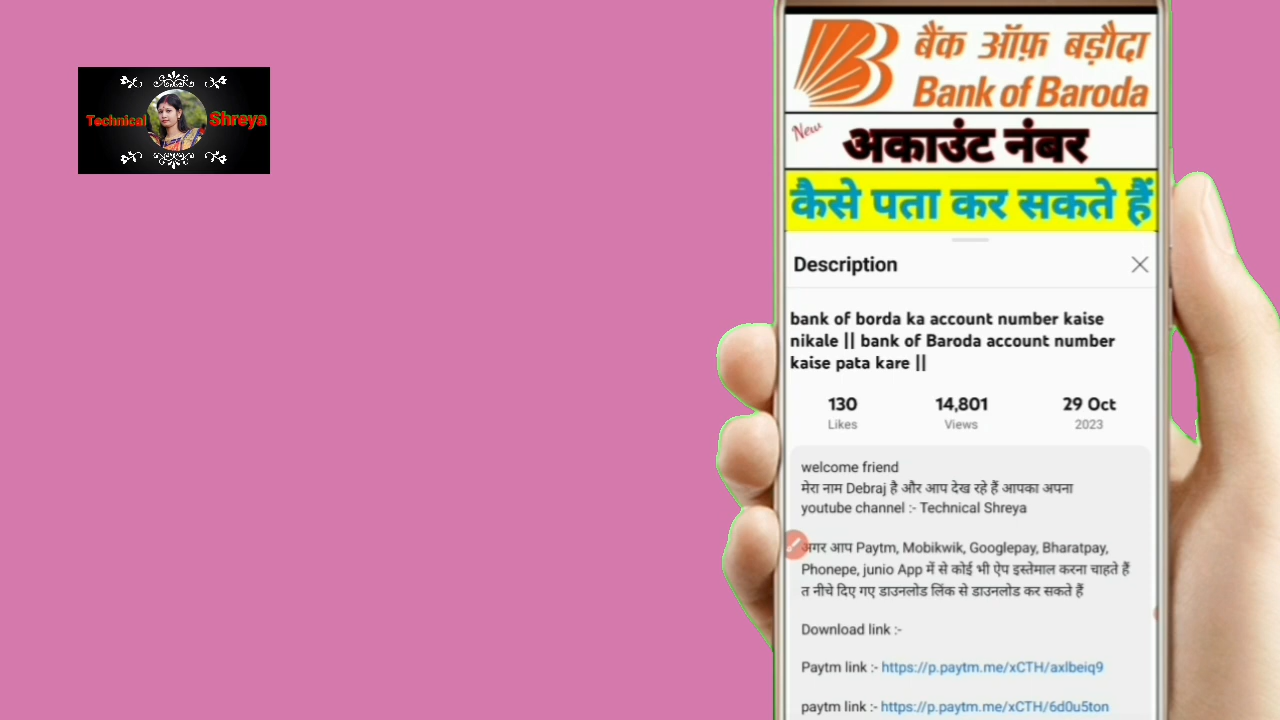 Technical Shreya
बैंक ऑफ़ बड़ौदा
Bank of Baroda
New
अकाउंट नंबर
कैसे पता कर सकते हैं
Description
bank of borda ka account number kaise
nikale || bank of Baroda account number
kaise pata kare ||
130 14,801 29 Oct
Likes Views 2023
welcome friend
मेरा नाम Debraj है और आप देख रहे हैं आपका अपना
youtube channel :- Technical Shreya
अगर आप Paytm, Mobikwik, Googlepay, Bharatpay,
Phonepe, junio App में से कोई भी ऐप इस्तेमाल करना चाहते हैं
त नीचे दिए गए डाउनलोड लिंक से डाउनलोड कर सकते हैं
Download link :-
Paytm link :- https://p.paytm.me/xCTH/axlbeiq9
paytm link :- https://p.paytm.me/xCTH/6d0u5ton